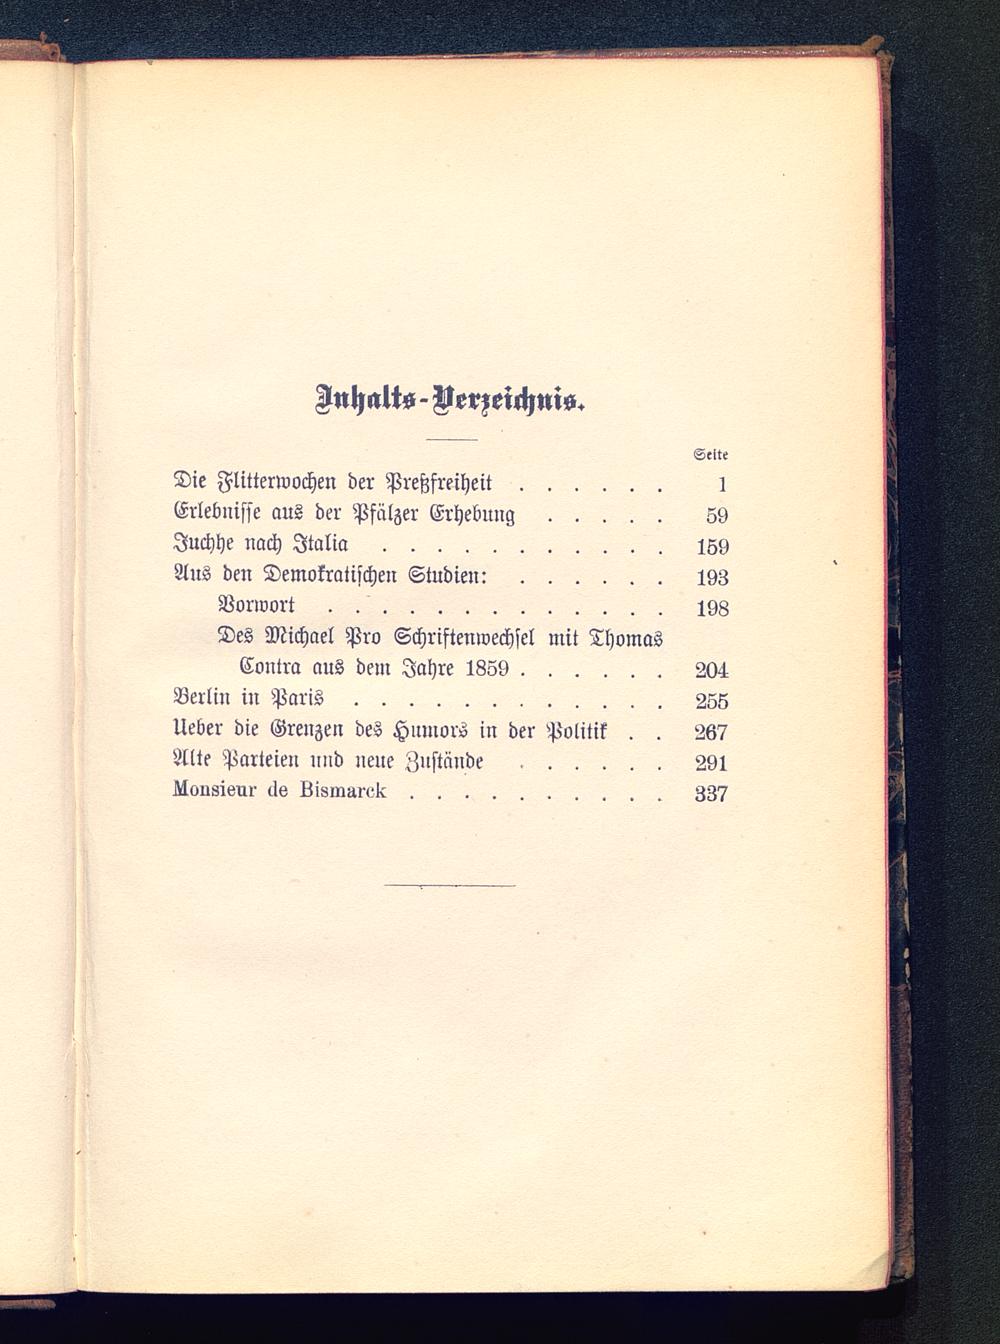 Inhalts-Verzeichnis.
Seite
Die Flitterwochen der Preßfreiheit . . . . . . 1
Erlebnisse aus der Pfälzer Erhebung . . . . . 59
Juchhe nach Italia . . . . . . . . . . . 159
Aus den Demokratischen Studien: . . . . . . 193
Vorwort . . . . . . . . . . . . . 198
Des Michael Pro Schriftenwechsel mit Thomas
Contra aus dem Jahre 1859 . . . . . . 204
Berlin in Paris . . . . . . . . . . . . 255
Ueber die Grenzen des Humors in der Politik . . 267
Alte Parteien und neue Zustände . . . . . . 291
Monsieur de Bismarck . . . . . . . . . . 337